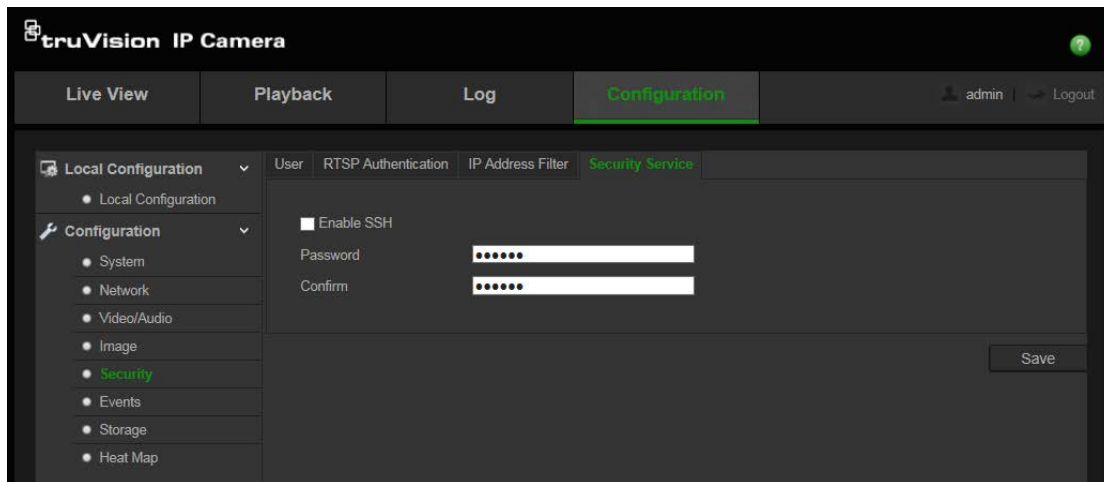 truVision IP Camera
?
Live View Playback Log Configuration admin | Logout
Local Configuration User RTSP Authentication IP Address Filter Security Service
Local Configuration
Enable SSH
Configuration
Password ••••••
System
Confirm ••••••
Network
Video/Audio
Image
Save
Security
Events
Storage
Heat Map